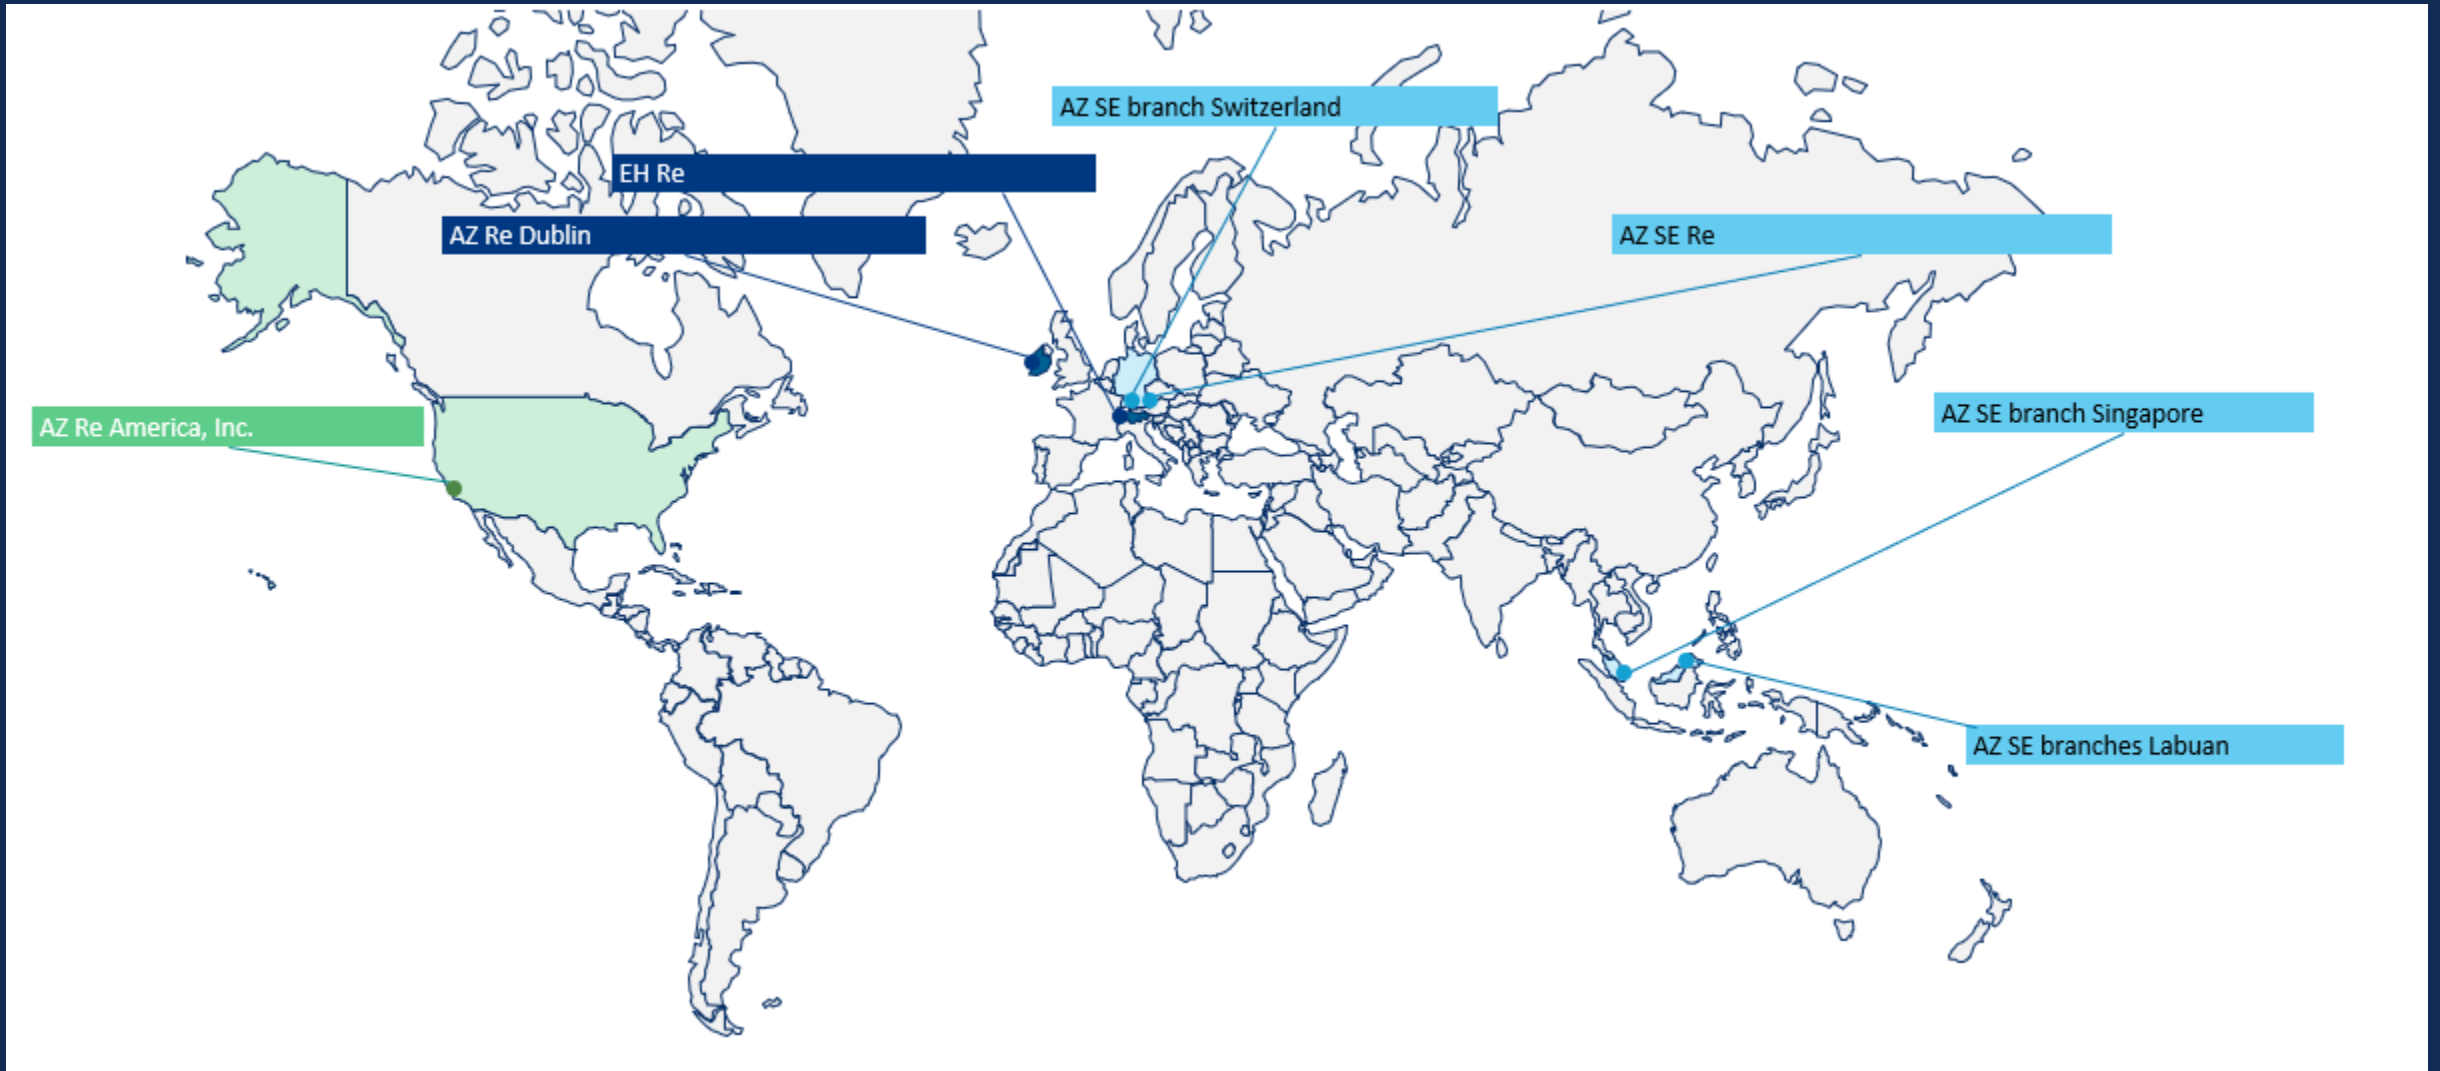 AZ SE branch Switzerland
EH Re
AZ Re Dublin
AZ SE Re
AZ Re America, Inc.
AZ SE branch Singapore
AZ SE branches Labuan